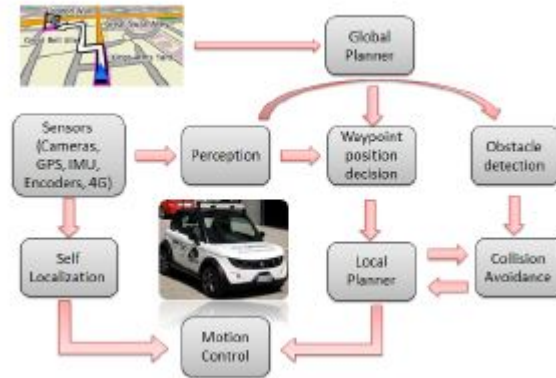 Global
Planner
Sensors
(Cameras,
GPS, IMU,
Encoders, 4G)
Perception
Waypoint
position
decision
Obstacle
detection
Self
Localization
Local
Planner
Collision
Avoidance
Motion
Control